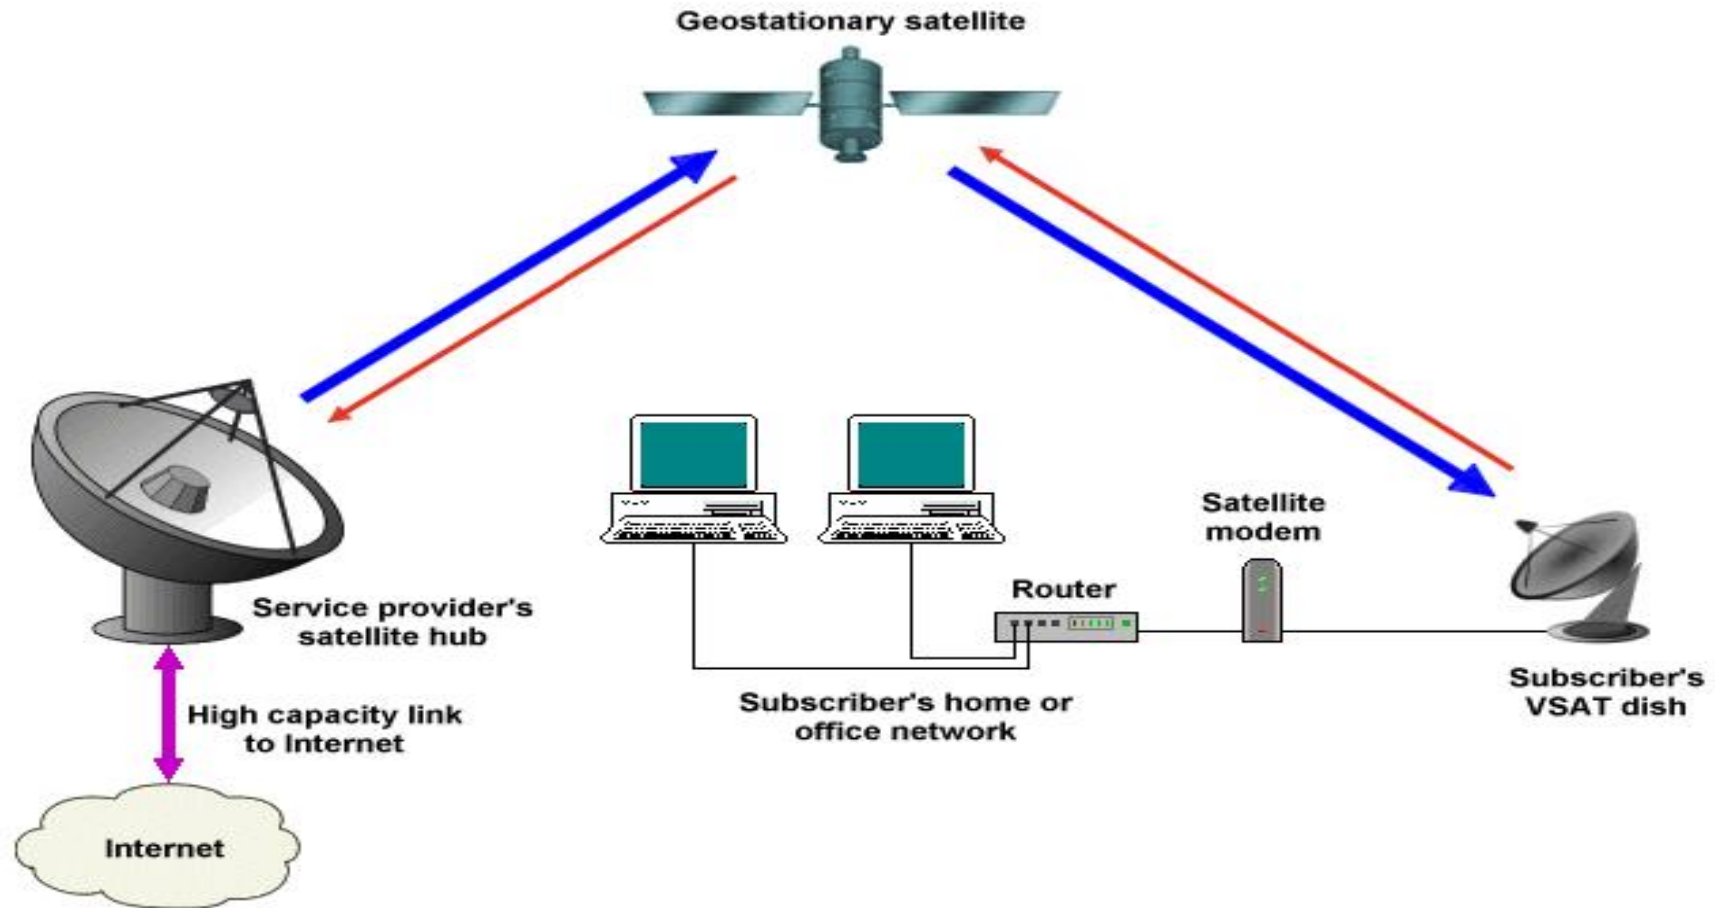 Geostationary satellite
Satellite
modem
Router
Service provider's
satellite hub
Subscriber's
VSAT dish
Subscriber's home or
office network
High capacity link
to Internet
Internet